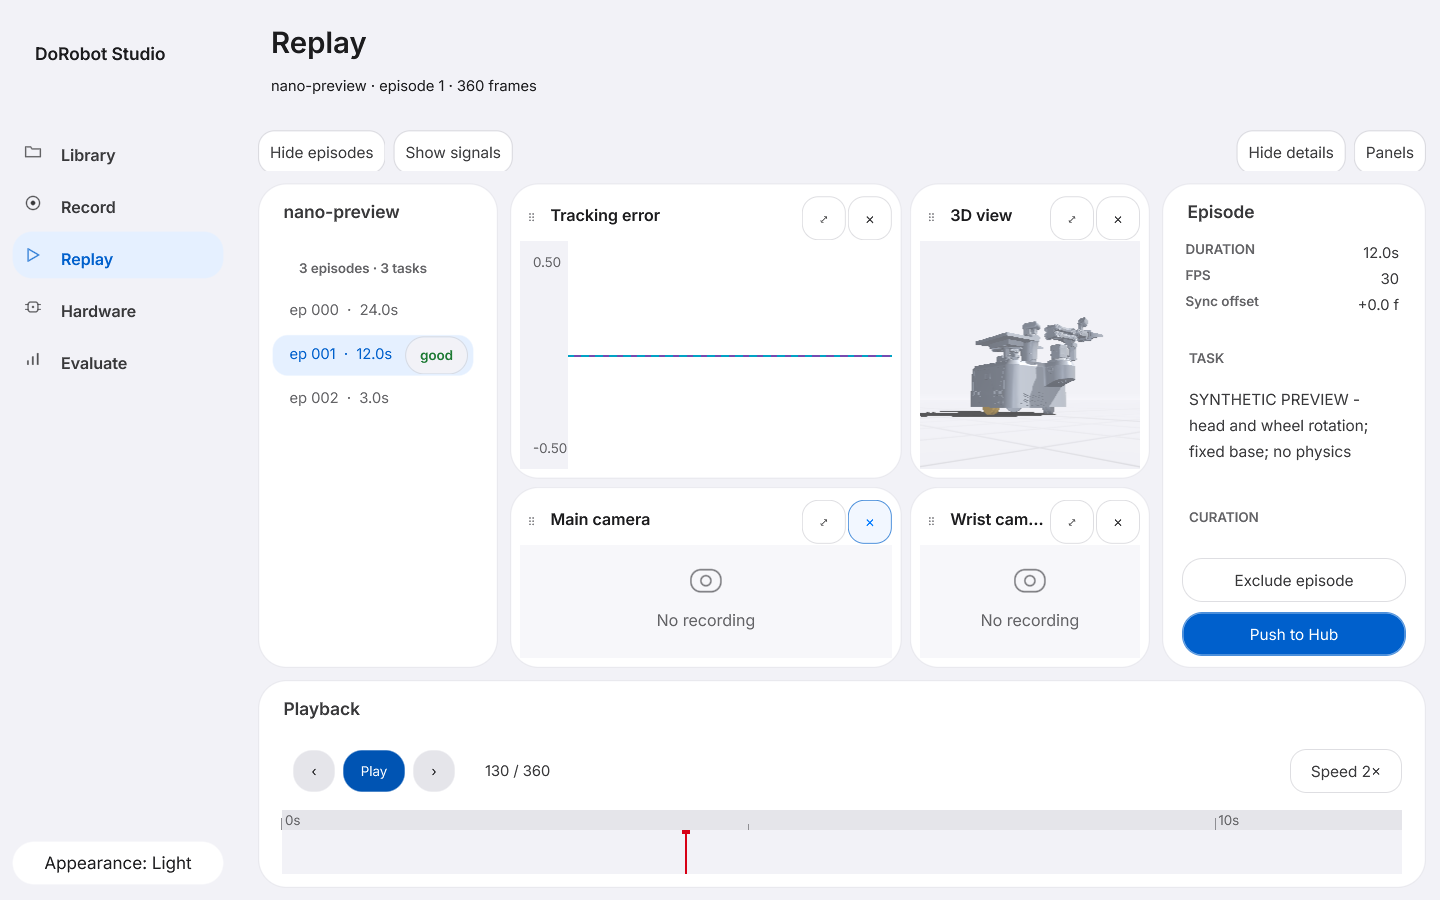 DoRobot Studio
Library
Record
Replay
Hardware
Evaluate
Appearance: Light
Replay
nano-preview · episode 1 · 360 frames
Hide episodes
Show signals
Hide details
Panels
nano-preview
3 episodes · 3 tasks
ep 000 · 24.0s
ep 001 · 12.0s good
ep 002 · 3.0s
Tracking error
0.50
-0.50
3D view
Main camera
No recording
Wrist cam...
No recording
Episode
DURATION 12.0s
FPS 30
Sync offset +0.0 f
TASK
SYNTHETIC PREVIEW -
head and wheel rotation;
fixed base; no physics
CURATION
Exclude episode
Push to Hub
Playback
‹ Play › 130 / 360
Speed 2×
0s 10s